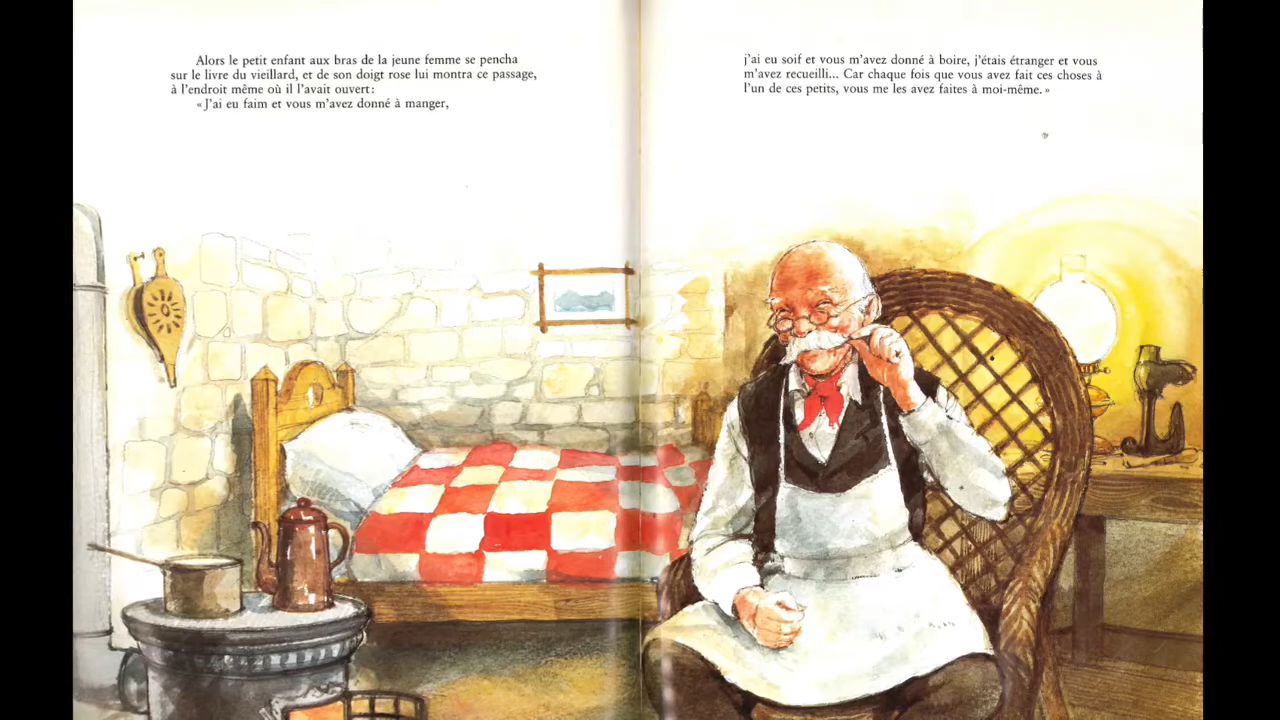 Alors le petit enfant aux bras de la jeune femme se pencha
sur le livre du vieillard, et de son doigt rose lui montra ce passage,
à l'endroit même où il l'avait ouvert :
« J'ai eu faim et vous m'avez donné à manger,
j'ai eu soif et vous m'avez donné à boire, j'étais étranger et vous
m'avez recueilli... Car chaque fois que vous avez fait ces choses à
l'un de ces petits, vous me les avez faites à moi-même. »